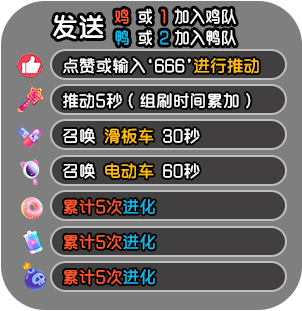 发送 鸡 或 1 加入鸡队
鸭 或 2 加入鸭队
点赞或输入‘666’进行推动
推动5秒（组刷时间累加）
召唤 滑板车 30秒
召唤 电动车 60秒
累计5次进化
累计5次进化
累计5次进化